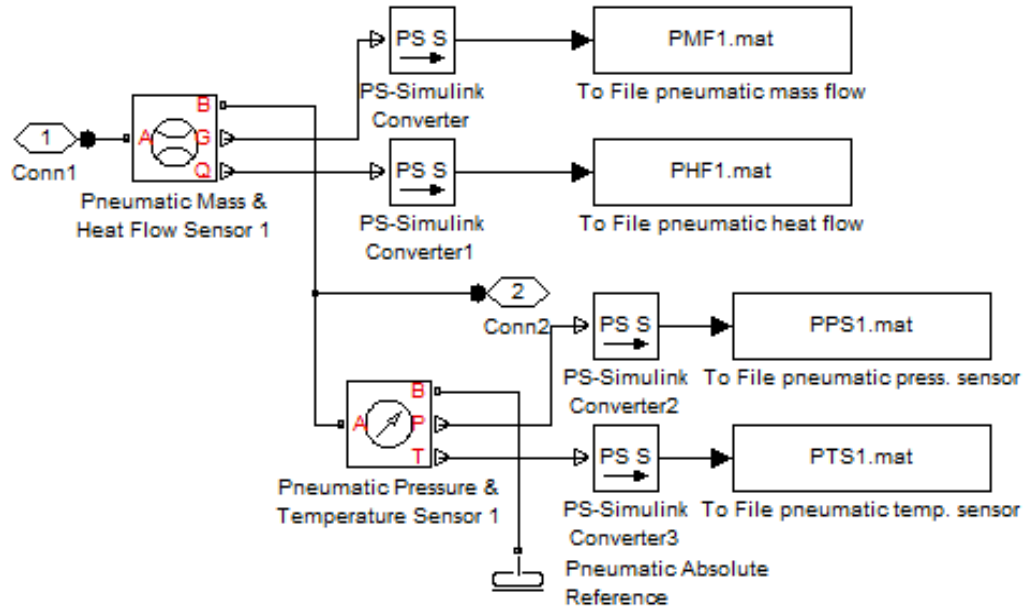 PS S
PMF1.mat
PS-Simulink
Converter
To File pneumatic mass flow
1
Conn1
A
B
G
Q
Pneumatic Mass &
Heat Flow Sensor 1
PS S
PHF1.mat
PS-Simulink
Converter1
To File pneumatic heat flow
2
Conn2
PS S
PPS1.mat
PS-Simulink
Converter2
To File pneumatic press. sensor
A
B
P
T
Pneumatic Pressure &
Temperature Sensor 1
PS S
PTS1.mat
PS-Simulink
Converter3
To File pneumatic temp. sensor
Pneumatic Absolute
Reference